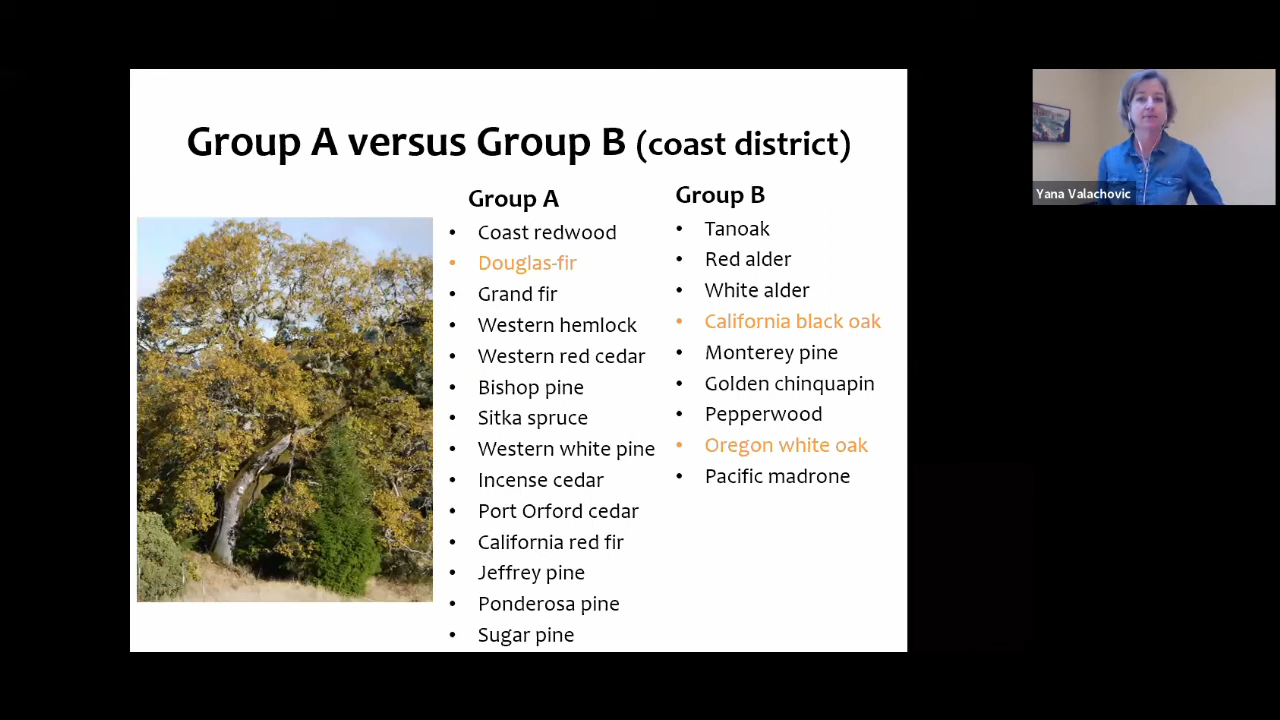 Group A versus Group B (coast district)
Group A
• Coast redwood
• Douglas-fir
• Grand fir
• Western hemlock
• Western red cedar
• Bishop pine
• Sitka spruce
• Western white pine
• Incense cedar
• Port Orford cedar
• California red fir
• Jeffrey pine
• Ponderosa pine
• Sugar pine
Group B
• Tanoak
• Red alder
• White alder
• California black oak
• Monterey pine
• Golden chinquapin
• Pepperwood
• Oregon white oak
• Pacific madrone
Yana Valachovic